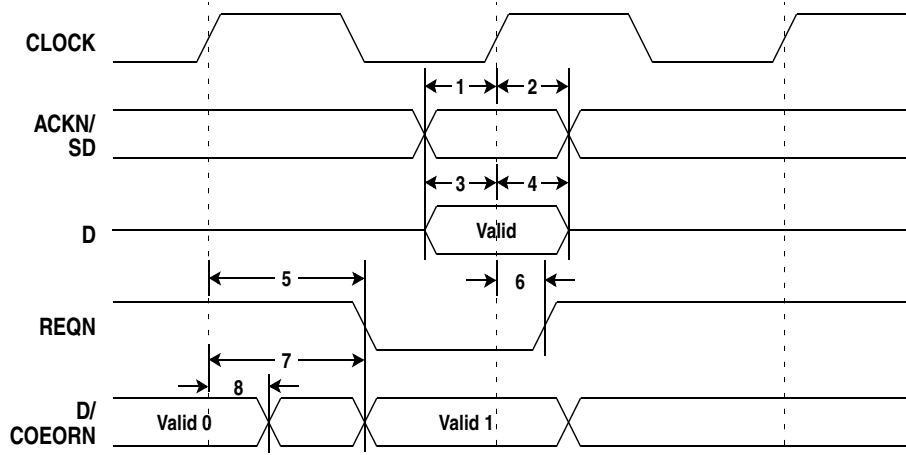 CLOCK
1 2
ACKN/
SD
3 4
D
Valid
5 6
REQN
7
8
D/
COEORN
Valid 0 Valid 1